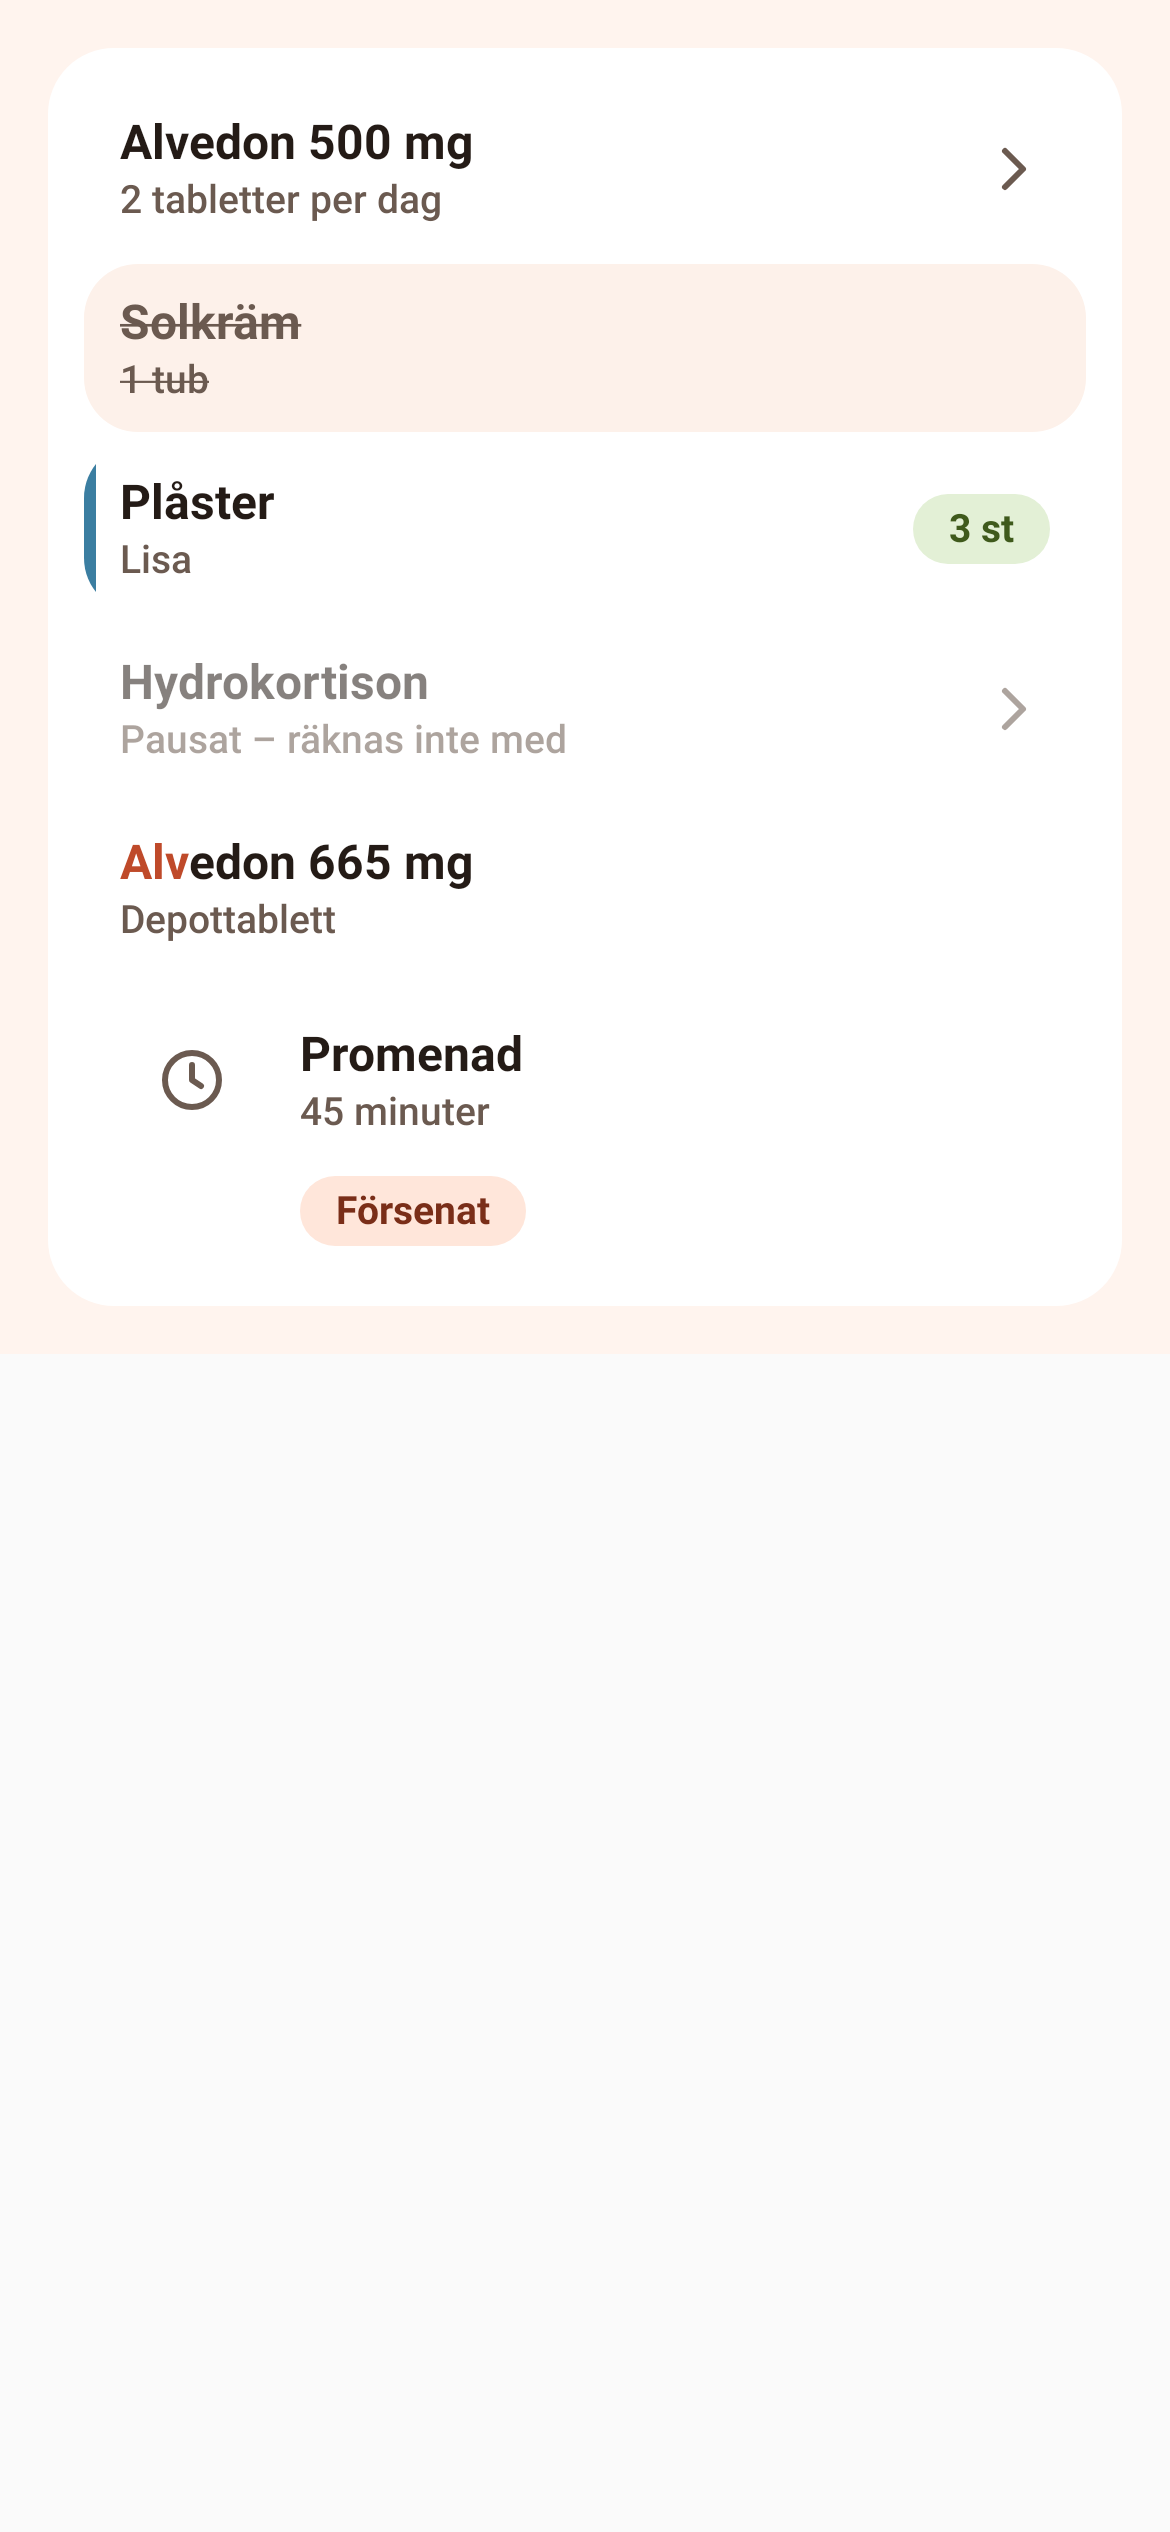 Alvedon 500 mg
2 tabletter per dag
Solkräm
1 tub
Plåster
Lisa
3 st
Hydrokortison
Pausat – räknas inte med
Alvedon 665 mg
Depottablett
Promenad
45 minuter
Försenat